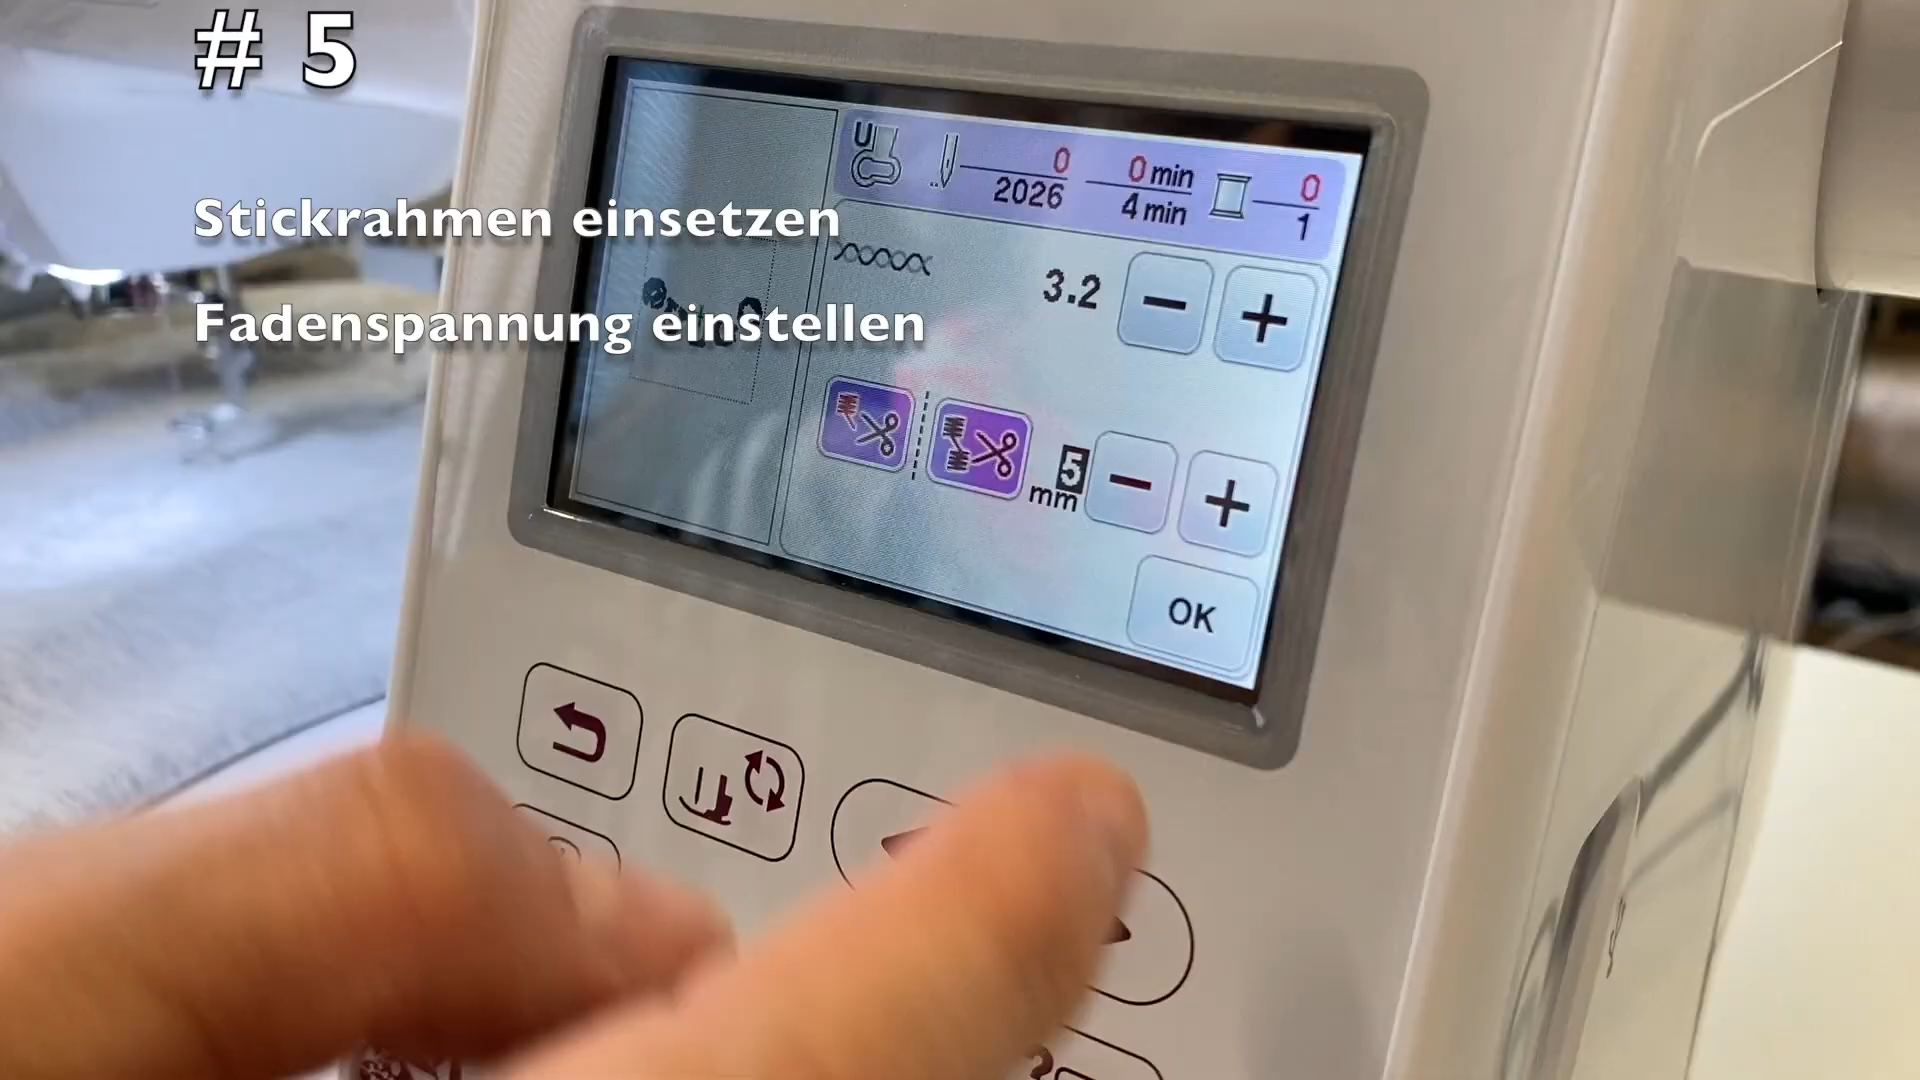 # 5
Stickrahmen einsetzen
Fadenspannung einstellen
U
0
2026
0 min
4 min
0
1
3.2
5
mm
OK
?